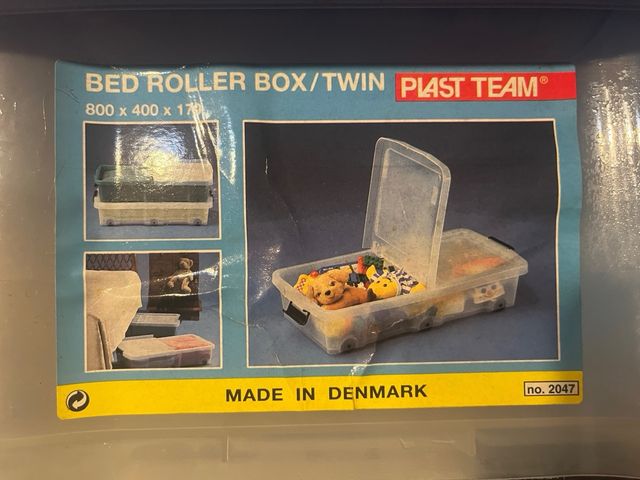 BED ROLLER BOX/TWIN
PLAST TEAM®
800 x 400 x
MADE IN DENMARK
no. 2047